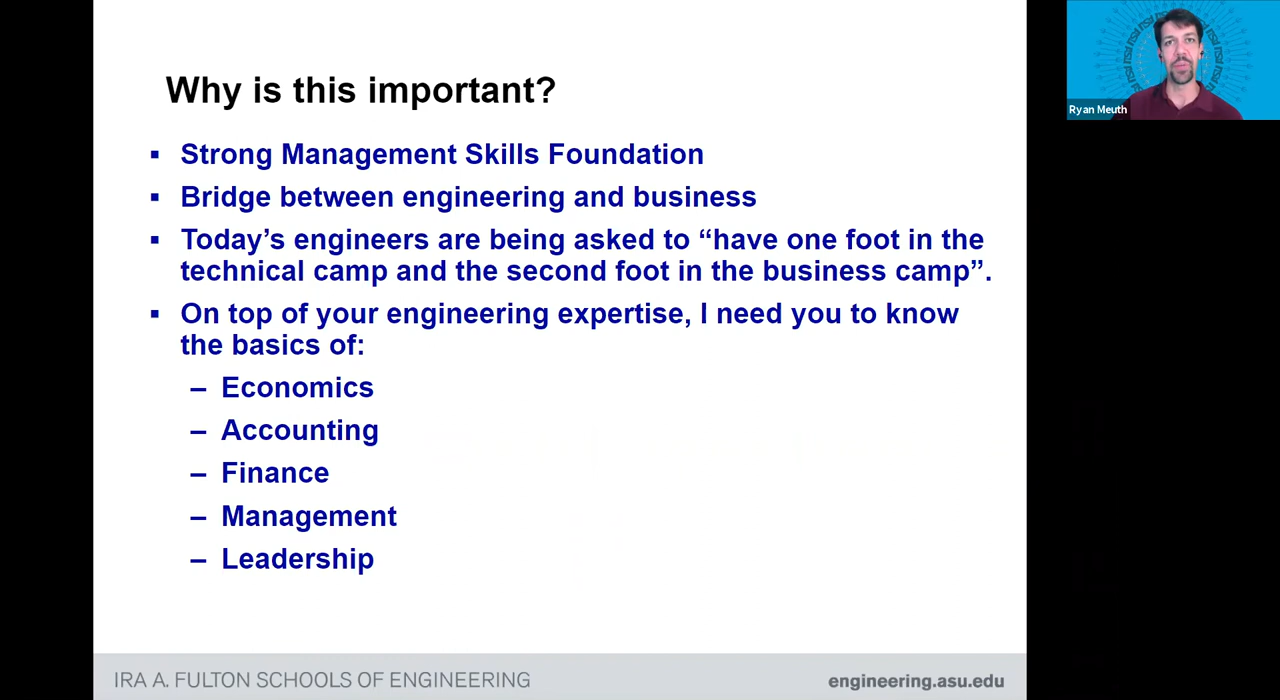 Why is this important?
▪ Strong Management Skills Foundation
▪ Bridge between engineering and business
▪ Today’s engineers are being asked to “have one foot in the
technical camp and the second foot in the business camp”.
▪ On top of your engineering expertise, I need you to know
the basics of:
– Economics
– Accounting
– Finance
– Management
– Leadership
IRA A. FULTON SCHOOLS OF ENGINEERING
engineering.asu.edu
Ryan Meuth